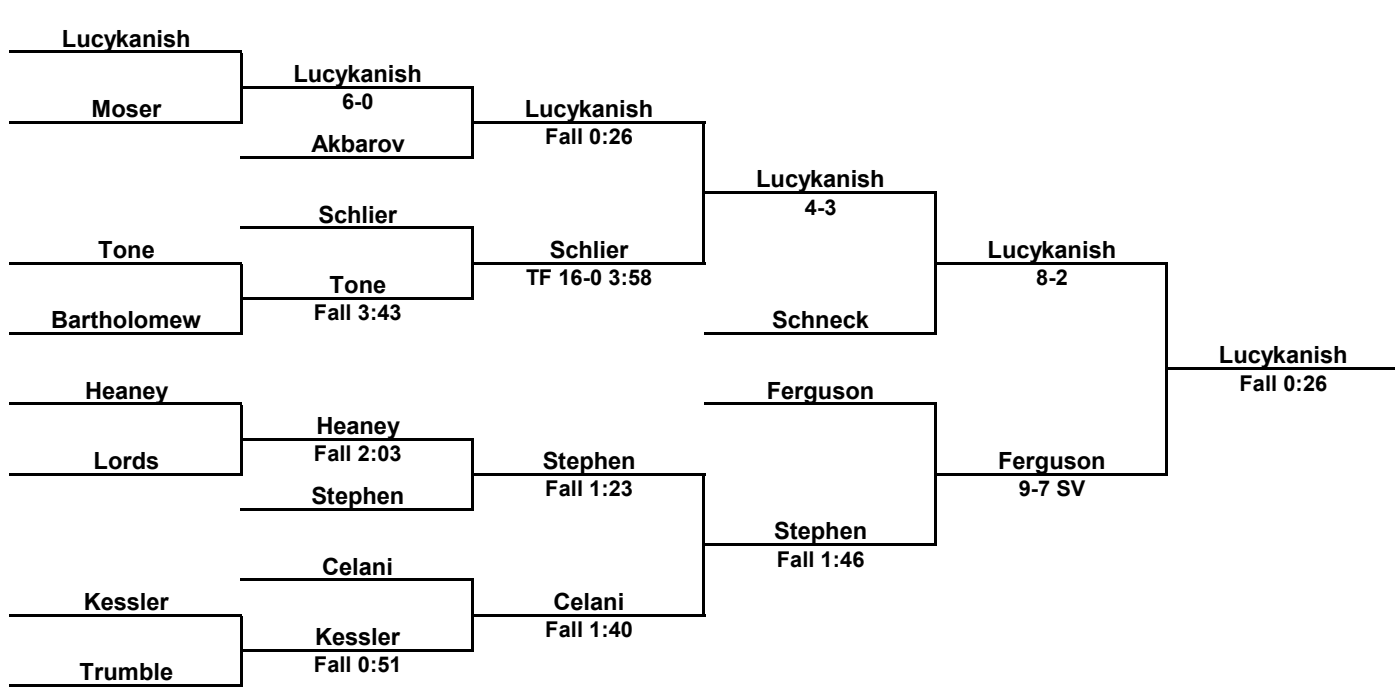 Lucykanish
Moser
Tone
Bartholomew
Heaney
Lords
Kessler
Trumble
Lucykanish
6-0
Akbarov
Schlier
Tone
Fall 3:43
Heaney
Fall 2:03
Stephen
Celani
Kessler
Fall 0:51
Lucykanish
Fall 0:26
Schlier
TF 16-0 3:58
Stephen
Fall 1:23
Celani
Fall 1:40
Lucykanish
4-3
Schneck
Ferguson
Stephen
Fall 1:46
Lucykanish
8-2
Ferguson
9-7 SV
Lucykanish
Fall 0:26